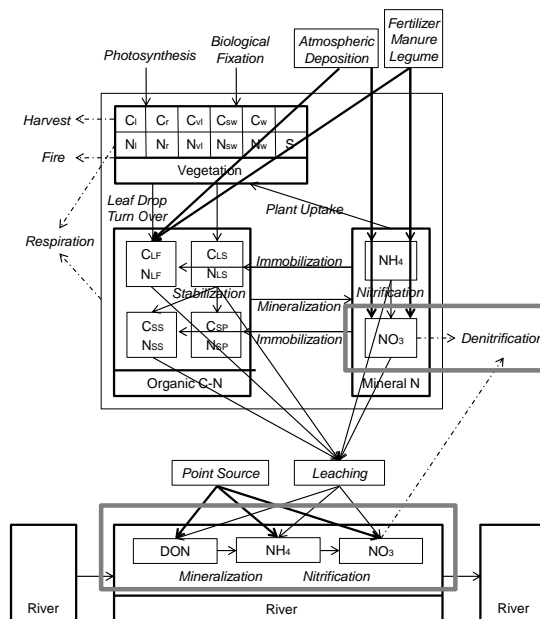 Photosynthesis
Biological
Fixation
Atmospheric
Deposition
Fertilizer
Manure
Legume
Harvest
Fire
Respiration
Cl Cr Cvl Csw Cw
Nl Nr Nvl Nsw Nw S
Vegetation
Leaf Drop
Turn Over
Plant Uptake
CLF
NLF
CLS
NLS
Immobilization
NH4
Stabilization
Mineralization
Nitrification
CSS
NSS
CSP
NSP
Immobilization
NO3
Denitrification
Organic C-N
Mineral N
Point Source
Leaching
DON
NH4
NO3
Mineralization
Nitrification
River
River
River